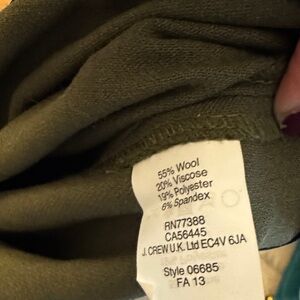 55% Wool
20% Viscose
19% Polyester
6% Spandex
RN77388
CA56445
J. CREW U.K. Ltd EC4V 6JA
Style 06685
FA 13